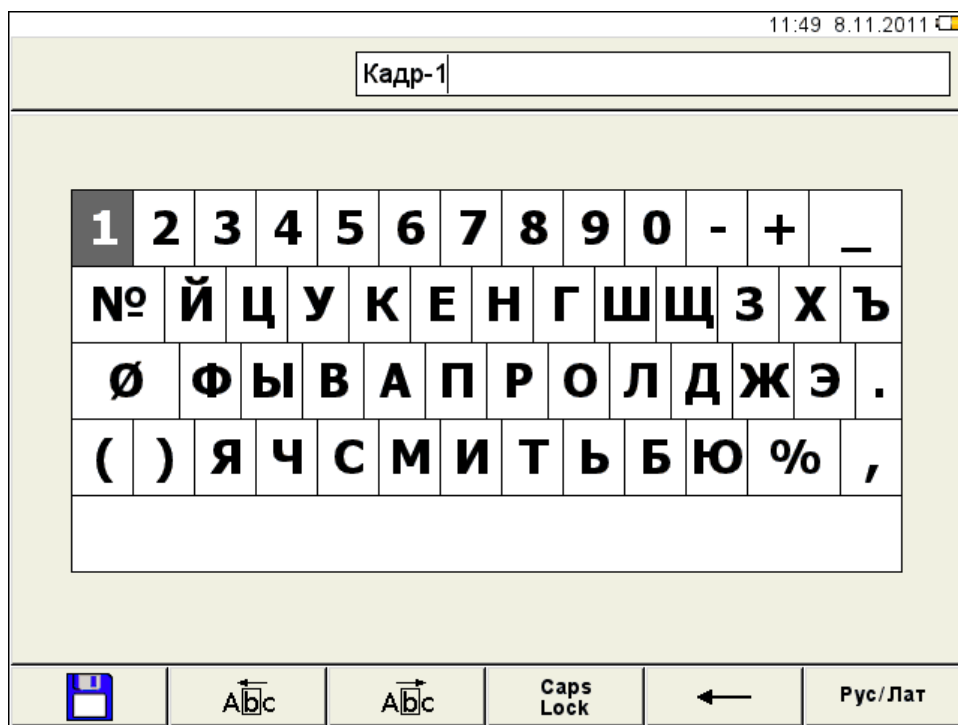 11:49 8.11.2011
Кадр-1
1 2 3 4 5 6 7 8 9 0 - + _
№ Й Ц У К Е Н Г Ш Щ З Х Ъ
Ø Ф Ы В А П Р О Л Д Ж Э .
( ) Я Ч С М И Т Ь Б Ю % ,
Abc Abc Caps Lock ← Рус/Лат